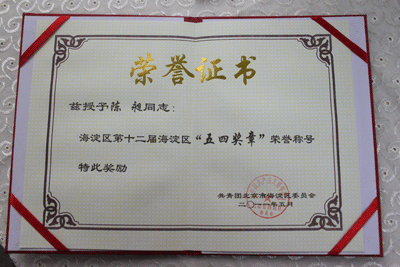 荣誉证书
兹授予陈 昶同志：
海淀区第十二届海淀区“五四奖章”荣誉称号
特此奖励
共青团北京市海淀区委员会
二〇一一年五月